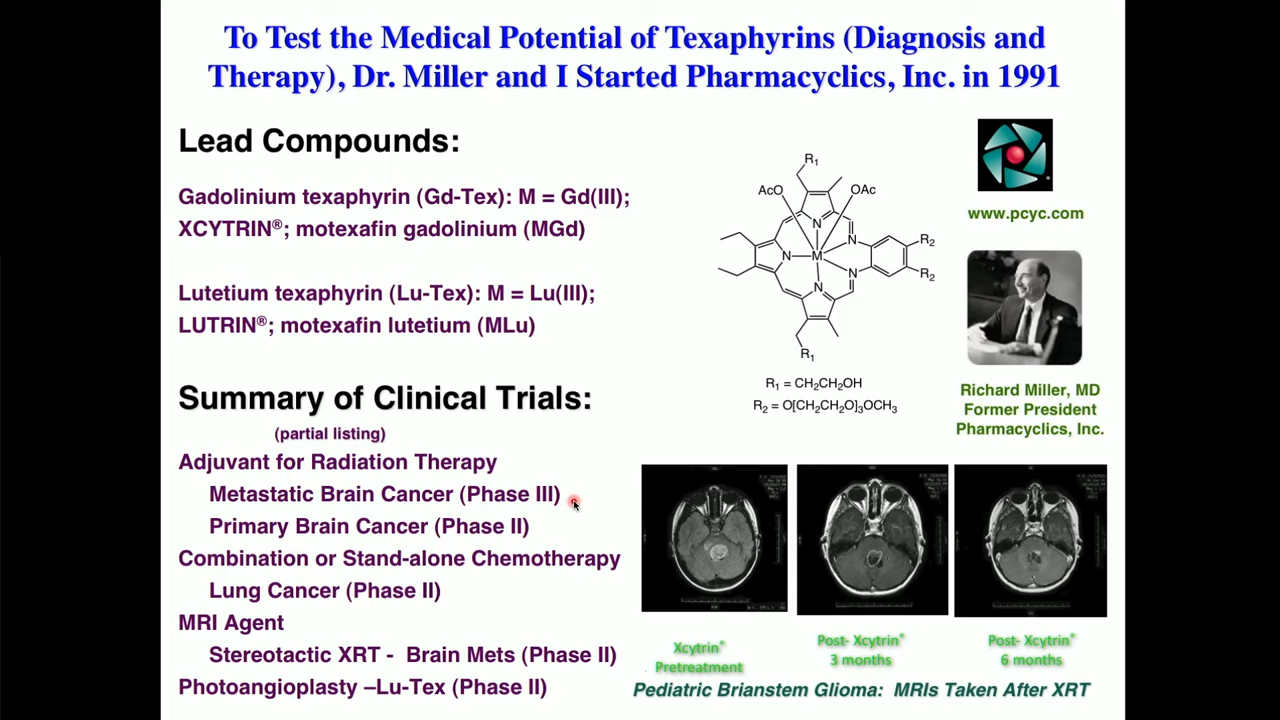 To Test the Medical Potential of Texaphyrins (Diagnosis and
Therapy), Dr. Miller and I Started Pharmacyclics, Inc. in 1991
Lead Compounds:
Gadolinium texaphyrin (Gd-Tex): M = Gd(III);
XCYTRIN®; motexafin gadolinium (MGd)
Lutetium texaphyrin (Lu-Tex): M = Lu(III);
LUTRIN®; motexafin lutetium (MLu)
Summary of Clinical Trials:
(partial listing)
Adjuvant for Radiation Therapy
Metastatic Brain Cancer (Phase III)
Primary Brain Cancer (Phase II)
Combination or Stand-alone Chemotherapy
Lung Cancer (Phase II)
MRI Agent
Stereotactic XRT - Brain Mets (Phase II)
Photoangioplasty –Lu-Tex (Phase II)
R1
AcO OAc
N
N R2
N M
N R2
N
R1
R1 = CH2CH2OH
R2 = O[CH2CH2O]3OCH3
www.pcyc.com
Richard Miller, MD
Former President
Pharmacyclics, Inc.
Xcytrin®
Pretreatment
Post- Xcytrin®
3 months
Post- Xcytrin®
6 months
Pediatric Brianstem Glioma: MRIs Taken After XRT